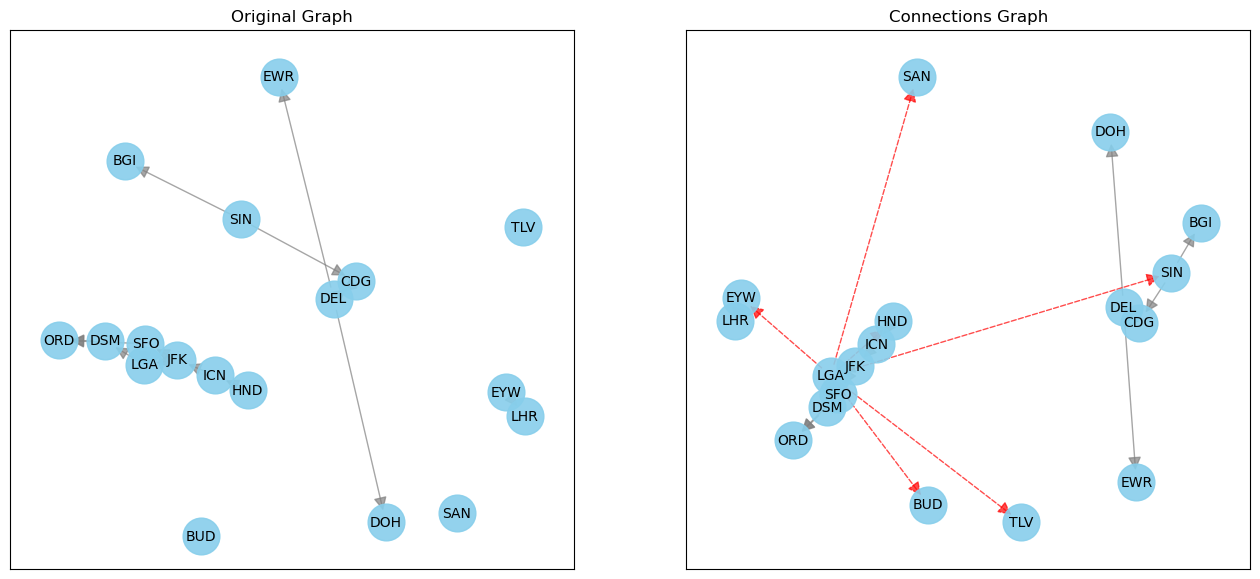 Original Graph
EWR
BGI
SIN
TLV
CDG
DEL
ORD
DSM
SFO
LGA
JFK
ICN
HND
EYW
LHR
SAN
DOH
BUD
Connections Graph
SAN
DOH
BGI
SIN
EYW
LHR
DEL
CDG
HND
ICN
JFK
LGA
SFO
DSM
ORD
EWR
BUD
TLV